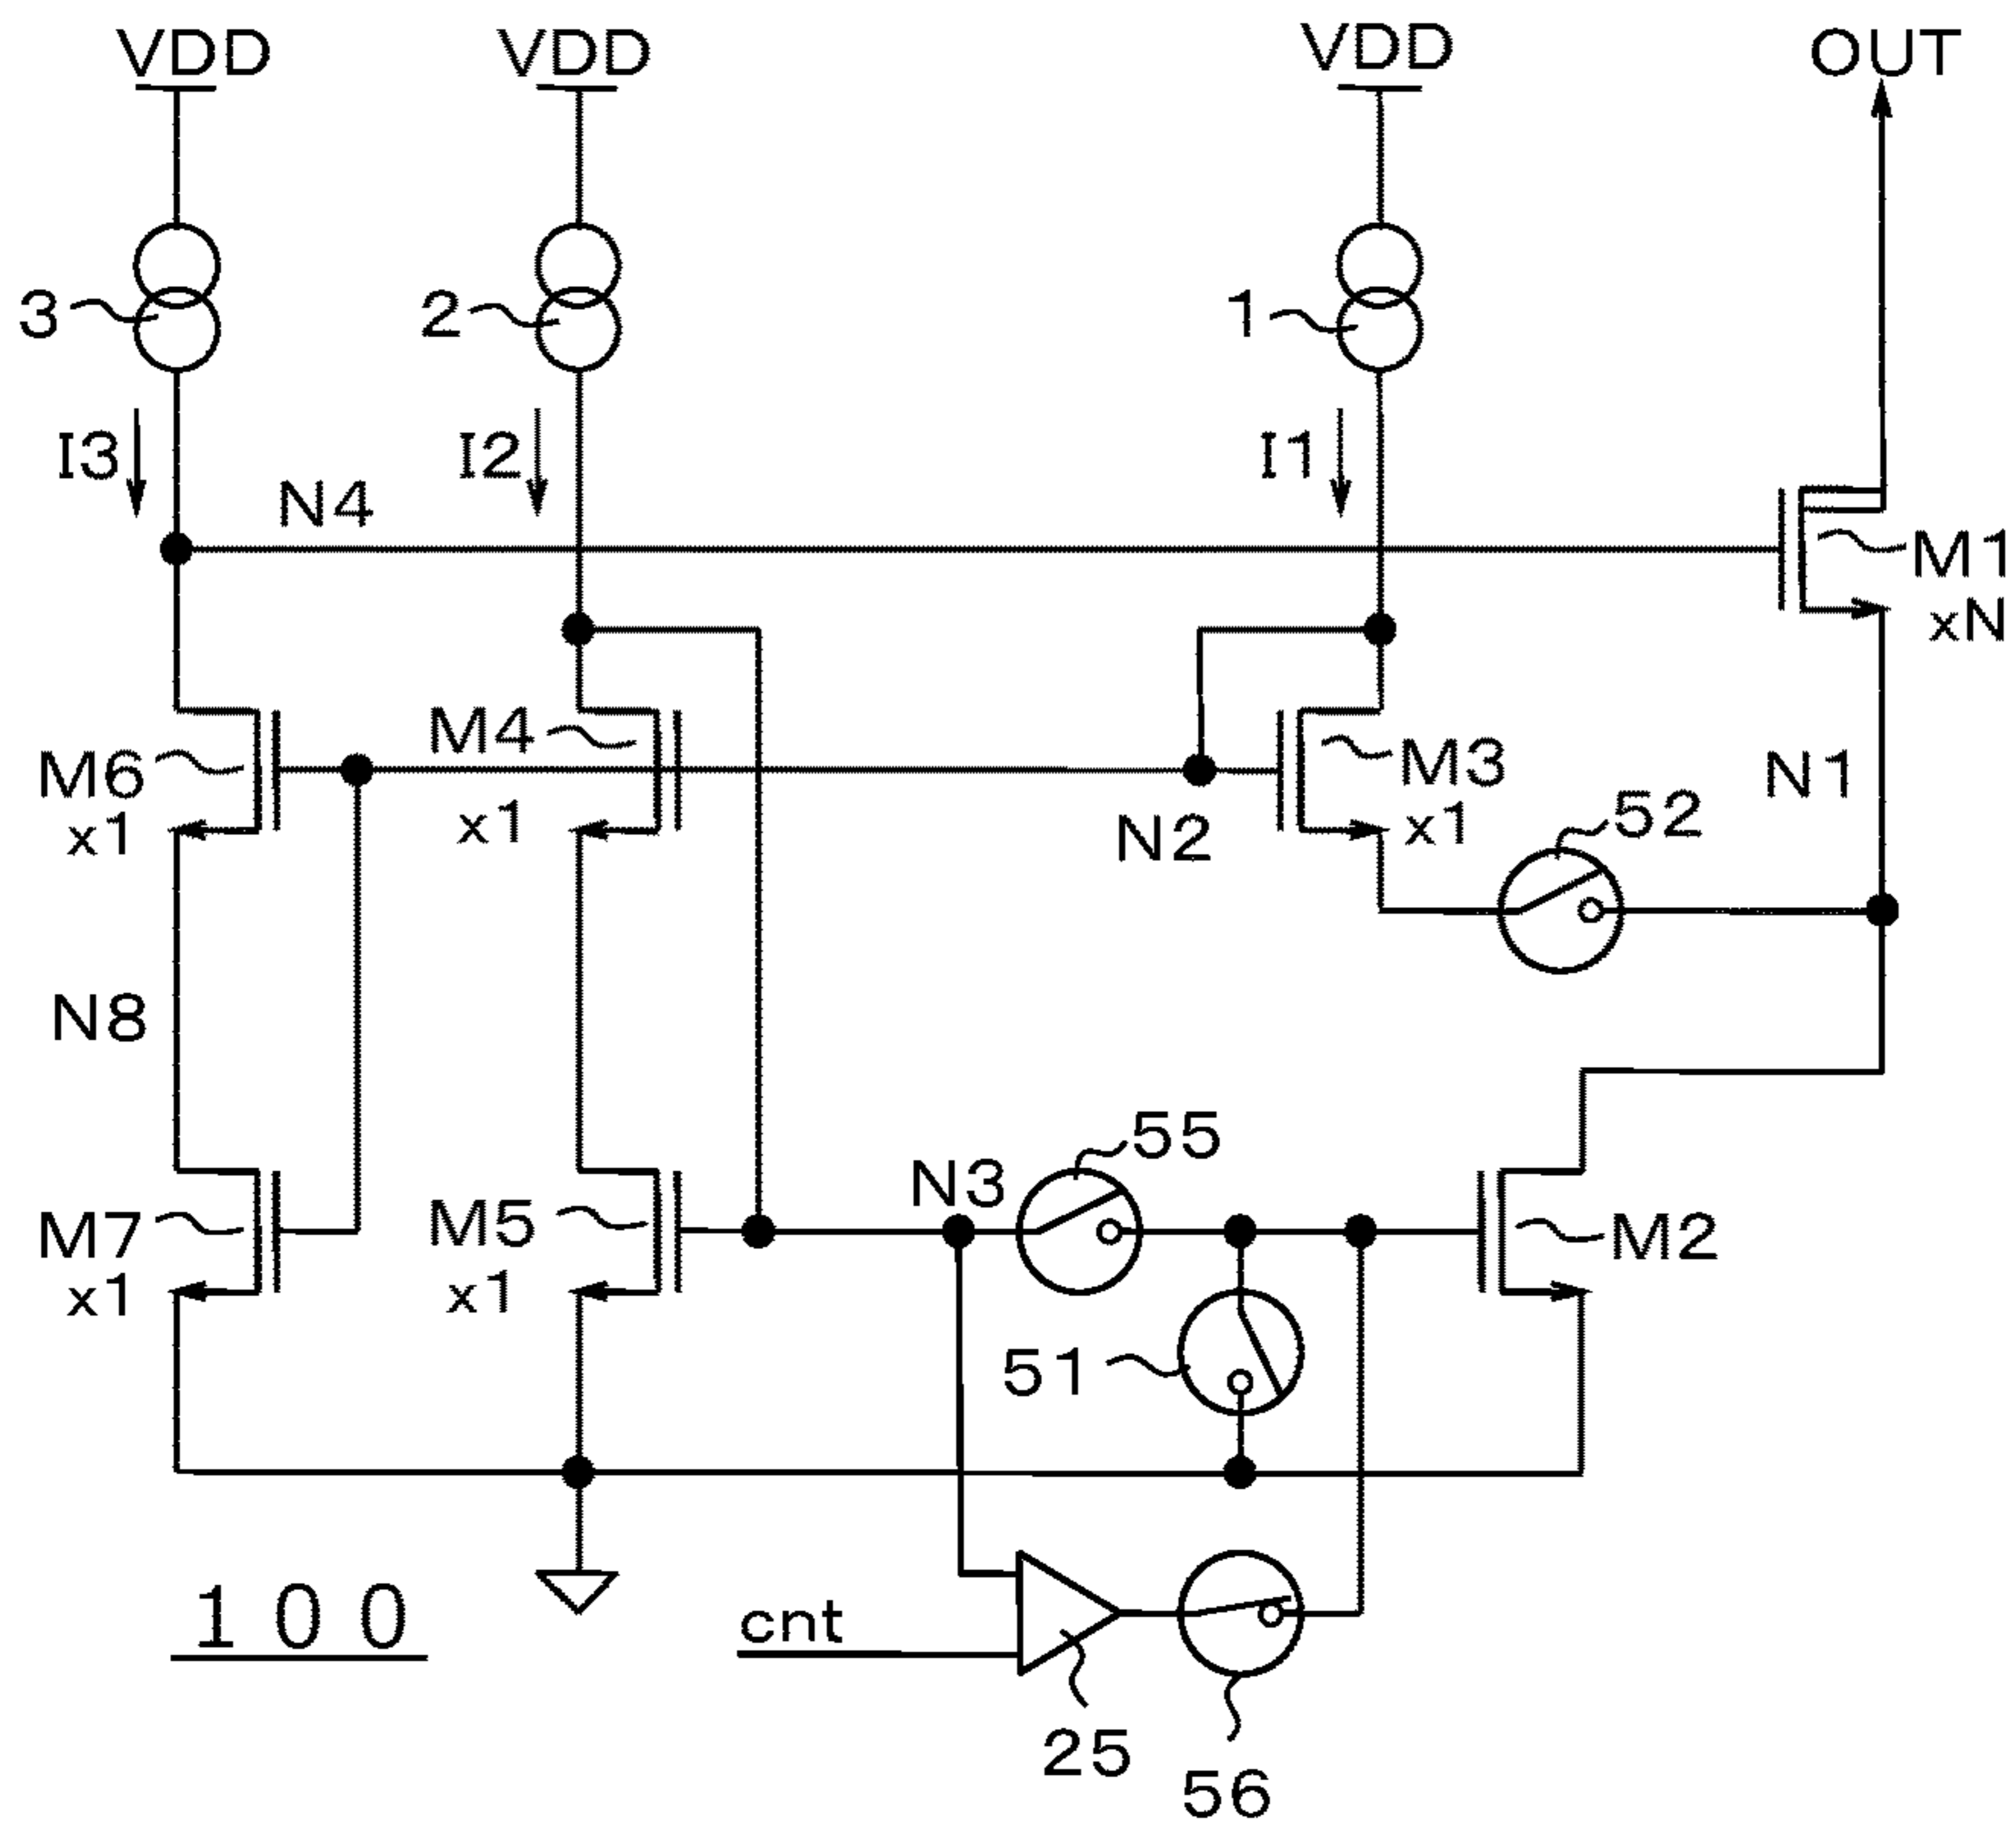 VDD VDD VDD OUT
3 2 1
I3 I2 I1
N4
M1
xN
M6 M4 M3 N1
x1 x1 x1 52
N2
N8
55
N3
M7 M5 M2
x1 x1
51
100
cnt
25
56